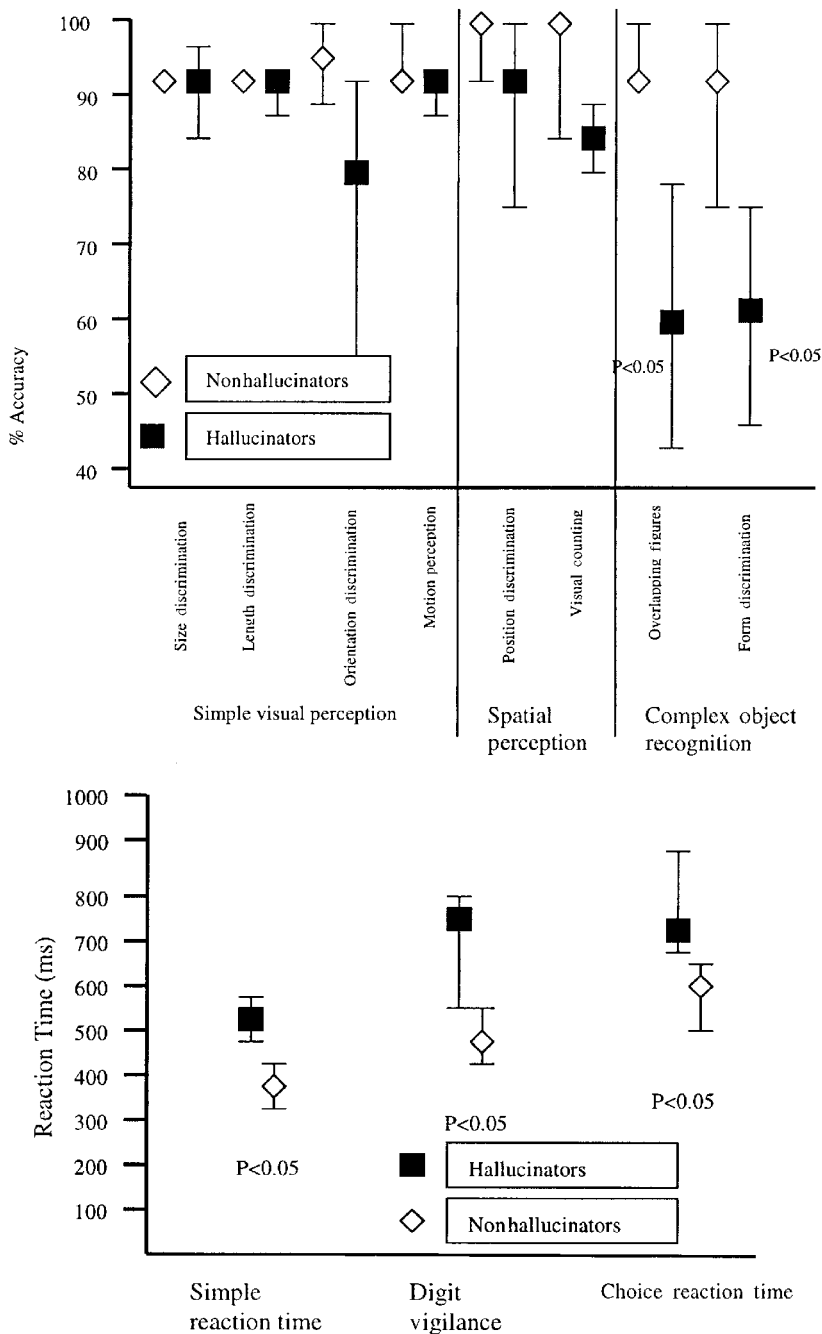 100
90
80
70
60
50
40
% Accuracy
Nonhallucinators
Hallucinators
P<0.05
P<0.05
Size discrimination
Length discrimination
Orientation discrimination
Motion perception
Position discrimination
Visual counting
Overlapping figures
Form discrimination
Simple visual perception
Spatial
perception
Complex object
recognition
1000
900
800
700
600
500
400
300
200
100
Reaction Time (ms)
P<0.05
P<0.05
P<0.05
Hallucinators
Nonhallucinators
Simple
reaction time
Digit
vigilance
Choice reaction time